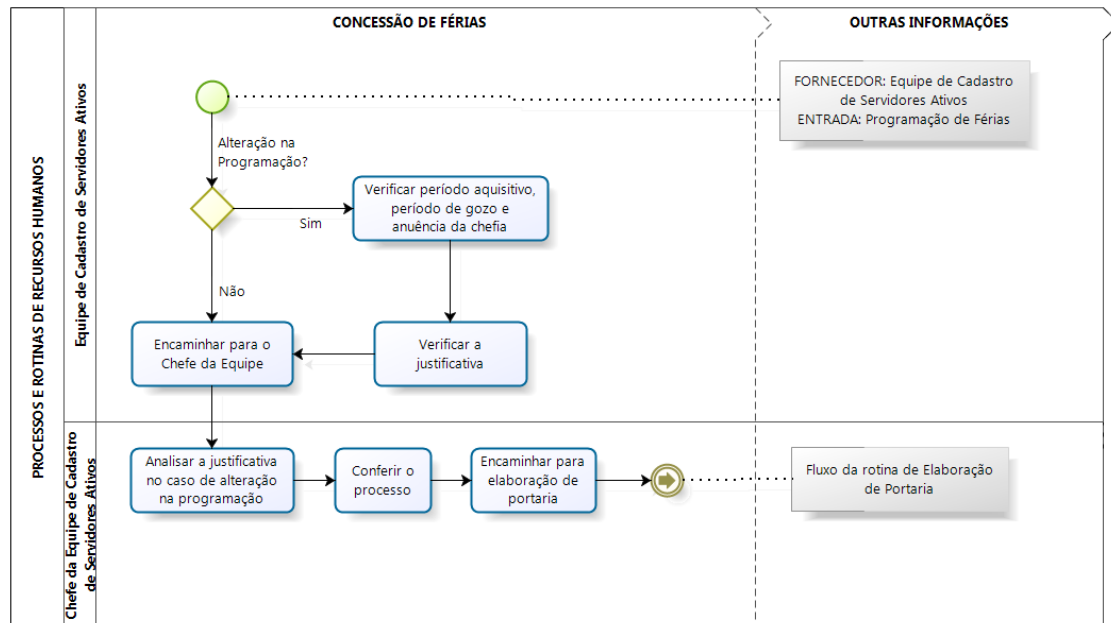 CONCESSÃO DE FÉRIAS
OUTRAS INFORMAÇÕES
PROCESSOS E ROTINAS DE RECURSOS HUMANOS
Equipe de Cadastro de Servidores Ativos
FORNECEDOR: Equipe de Cadastro
de Servidores Ativos
ENTRADA: Programação de Férias
Alteração na
Programação?
Sim
Verificar período aquisitivo,
período de gozo e
anuência da chefia
Não
Encaminhar para o
Chefe da Equipe
Verificar a
justificativa
Chefe da Equipe de Cadastro
de Servidores Ativos
Analisar a justificativa
no caso de alteração
na programação
Conferir o
processo
Encaminhar para
elaboração de
portaria
Fluxo da rotina de Elaboração
de Portaria